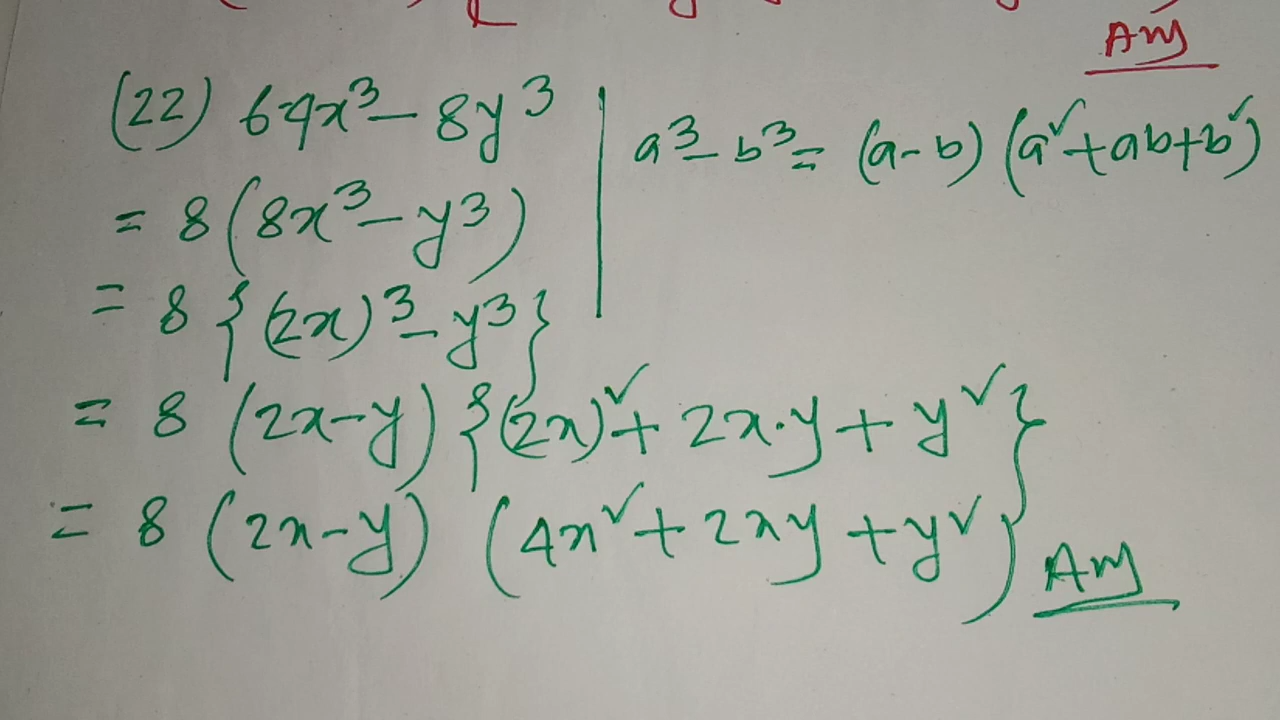 Ans
(22) 64x³ - 8y³ | a³ - b³ = (a - b) (a² + ab + b²)
= 8 (8x³ - y³)
= 8 {(2x)³ - y³}
= 8 (2x - y) {(2x)² + 2x.y + y²}
= 8 (2x - y) (4x² + 2xy + y²) Ans